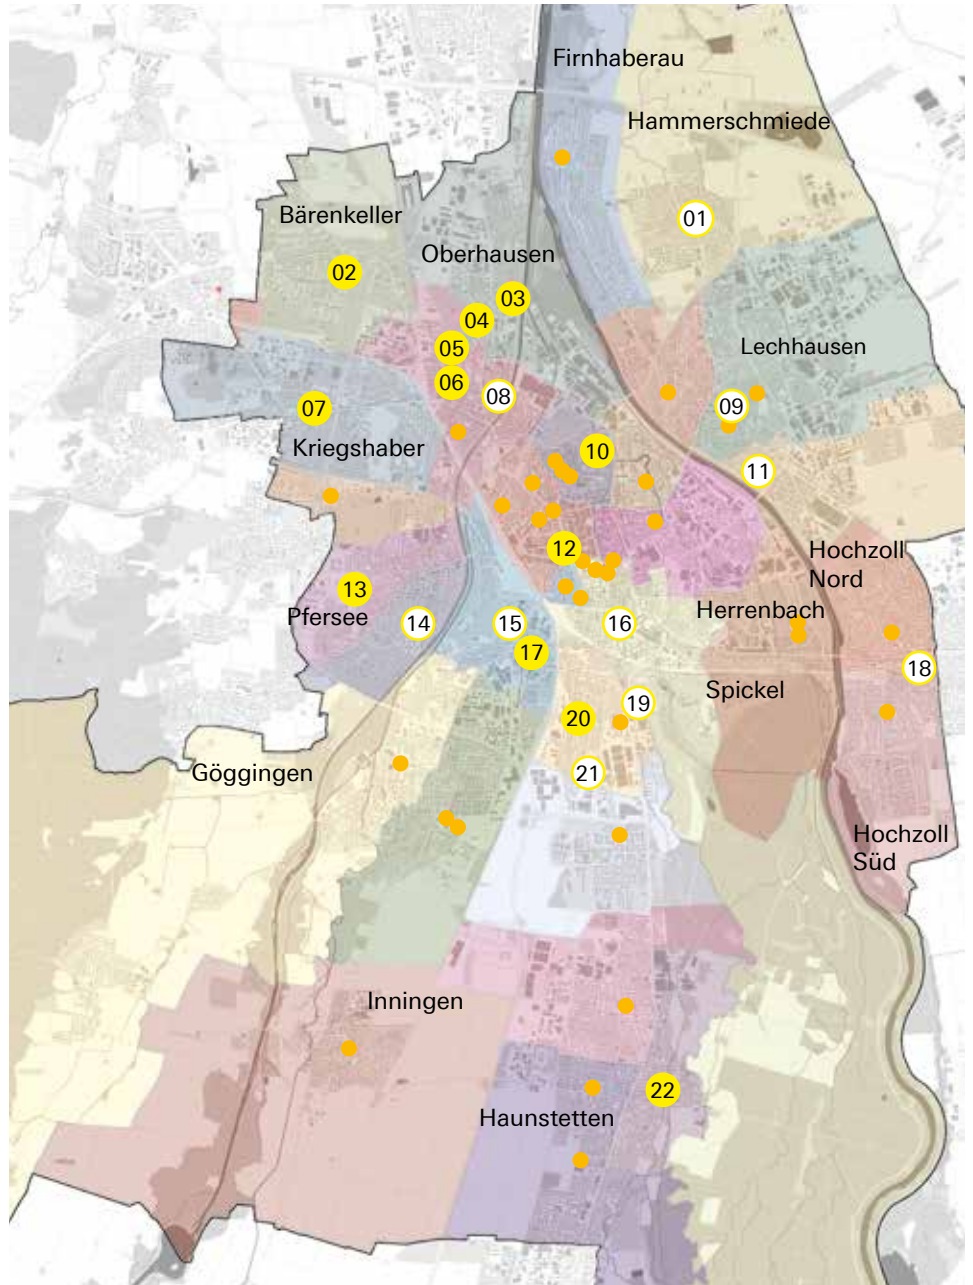 Firnhaberau
Hammerschmiede
01
Bärenkeller
Oberhausen
02
03
04
05
Lechhausen
06
08
07
09
Kriegshaber
10
11
12
Hochzoll
Nord
13
Pfersee
14
15
16
Herrenbach
17
18
Spickel
19
20
21
Göggingen
Hochzoll
Süd
Inningen
22
Haunstetten